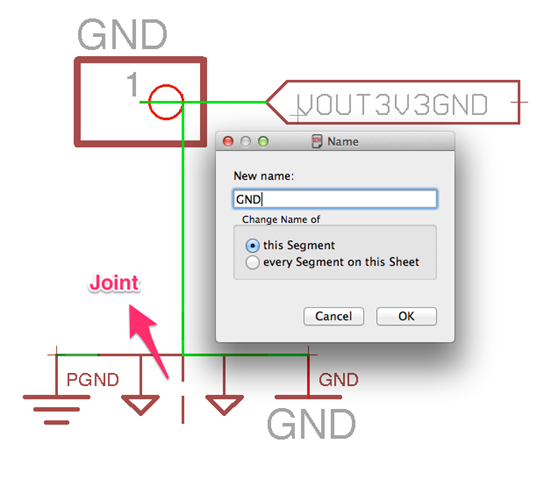 GND
1
VOUT3V3GND
Name
New name:
GND
Change Name of
this Segment
every Segment on this Sheet
Cancel
OK
Joint
PGND
GND
GND